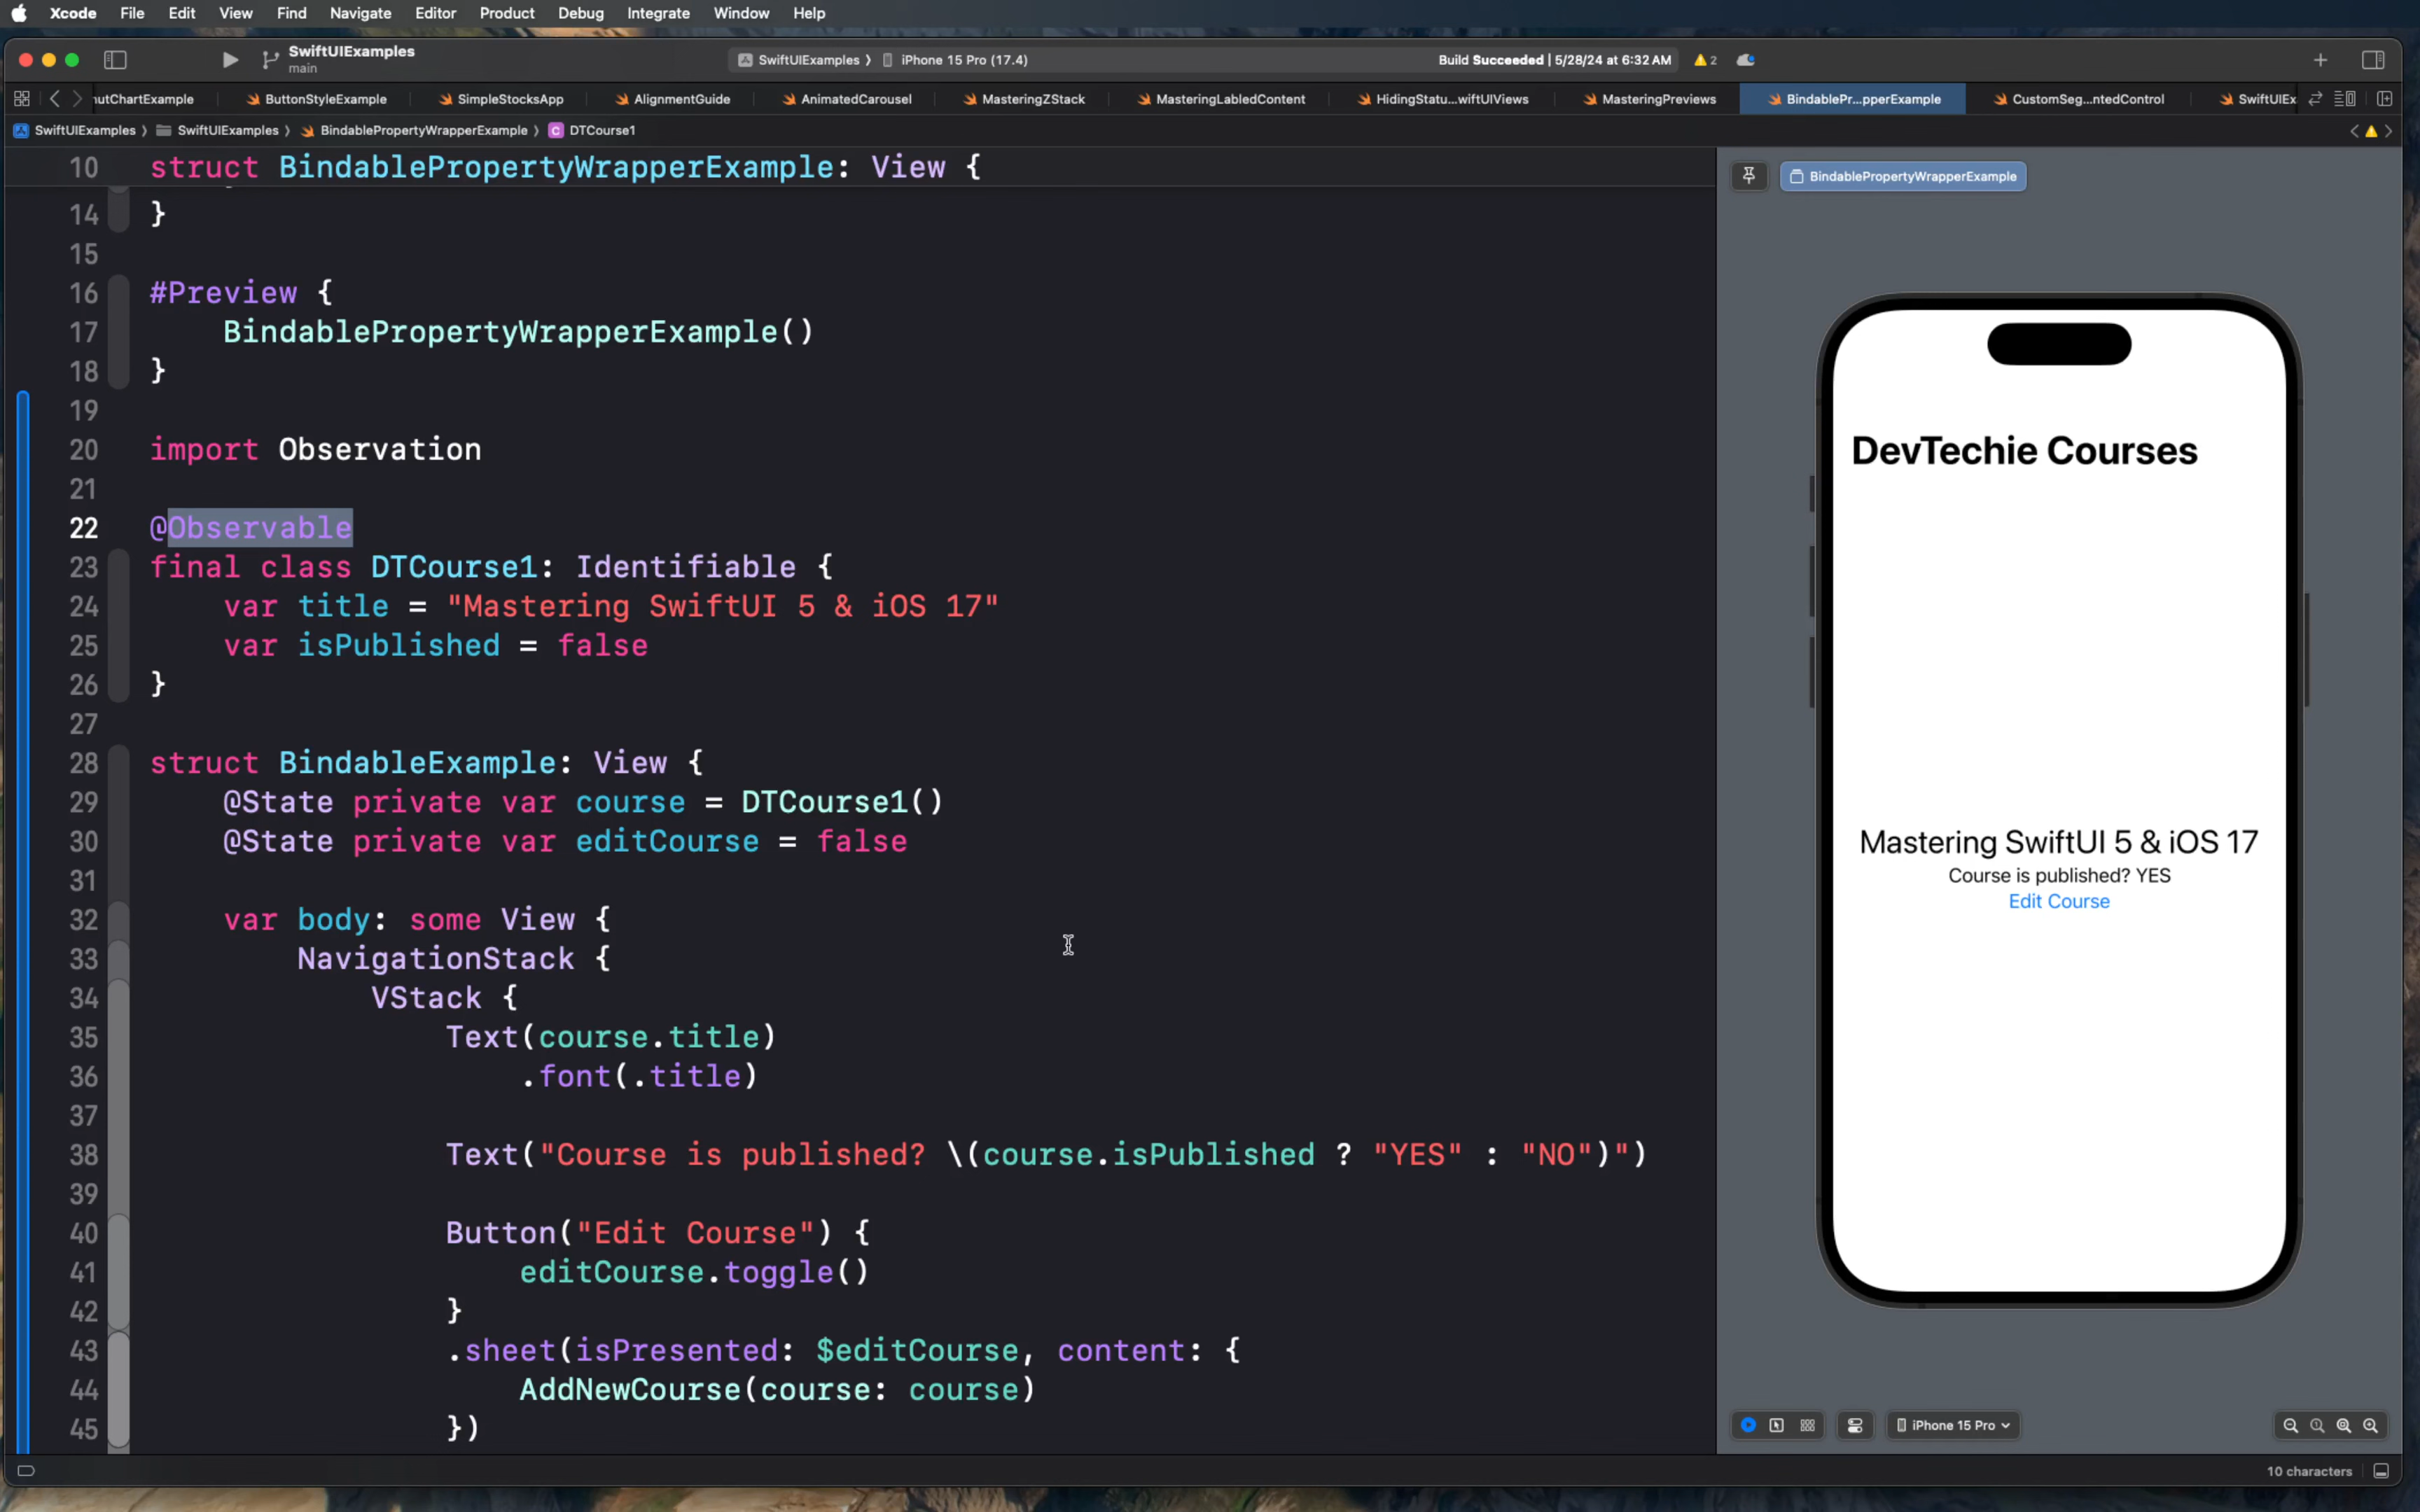 Xcode File Edit View Find Navigate Editor Product Debug Integrate Window Help
SwiftUIExamples
main
SwiftUIExamples 〉 iPhone 15 Pro (17.4)
Build Succeeded | 5/28/24 at 6:32 AM
2
nutChartExample ButtonStyleExample SimpleStocksApp AlignmentGuide AnimatedCarousel MasteringZStack MasteringLabledContent HidingStatu...wiftUIViews MasteringPreviews BindablePr...pperExample CustomSeg...ntedControl SwiftUIEx
SwiftUIExamples 〉 SwiftUIExamples 〉 BindablePropertyWrapperExample 〉 C DTCourse1
10 struct BindablePropertyWrapperExample: View {
14 }
15
16 #Preview {
17 BindablePropertyWrapperExample()
18 }
19
20 import Observation
21
22 @Observable
23 final class DTCourse1: Identifiable {
24 var title = "Mastering SwiftUI 5 & iOS 17"
25 var isPublished = false
26 }
27
28 struct BindableExample: View {
29 @State private var course = DTCourse1()
30 @State private var editCourse = false
31
32 var body: some View {
33 NavigationStack {
34 VStack {
35 Text(course.title)
36 .font(.title)
37
38 Text("Course is published? \(course.isPublished ? "YES" : "NO")")
39
40 Button("Edit Course") {
41 editCourse.toggle()
42 }
43 .sheet(isPresented: $editCourse, content: {
44 AddNewCourse(course: course)
45 })
BindablePropertyWrapperExample
DevTechie Courses
Mastering SwiftUI 5 & iOS 17
Course is published? YES
Edit Course
iPhone 15 Pro
10 characters